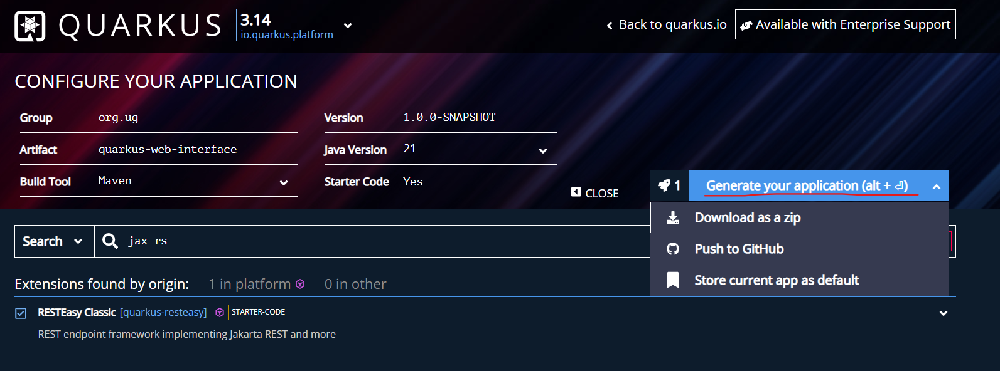 QUARKUS 3.14
io.quarkus.platform
Back to quarkus.io Available with Enterprise Support
CONFIGURE YOUR APPLICATION
Group org.ug
Version 1.0.0-SNAPSHOT
Artifact quarkus-web-interface
Java Version 21
Build Tool Maven
Starter Code Yes
CLOSE
1 Generate your application (alt + ⏎)
Download as a zip
Push to GitHub
Store current app as default
Search jax-rs
Extensions found by origin: 1 in platform 0 in other
RESTEasy Classic [quarkus-resteasy] STARTER-CODE
REST endpoint framework implementing Jakarta REST and more